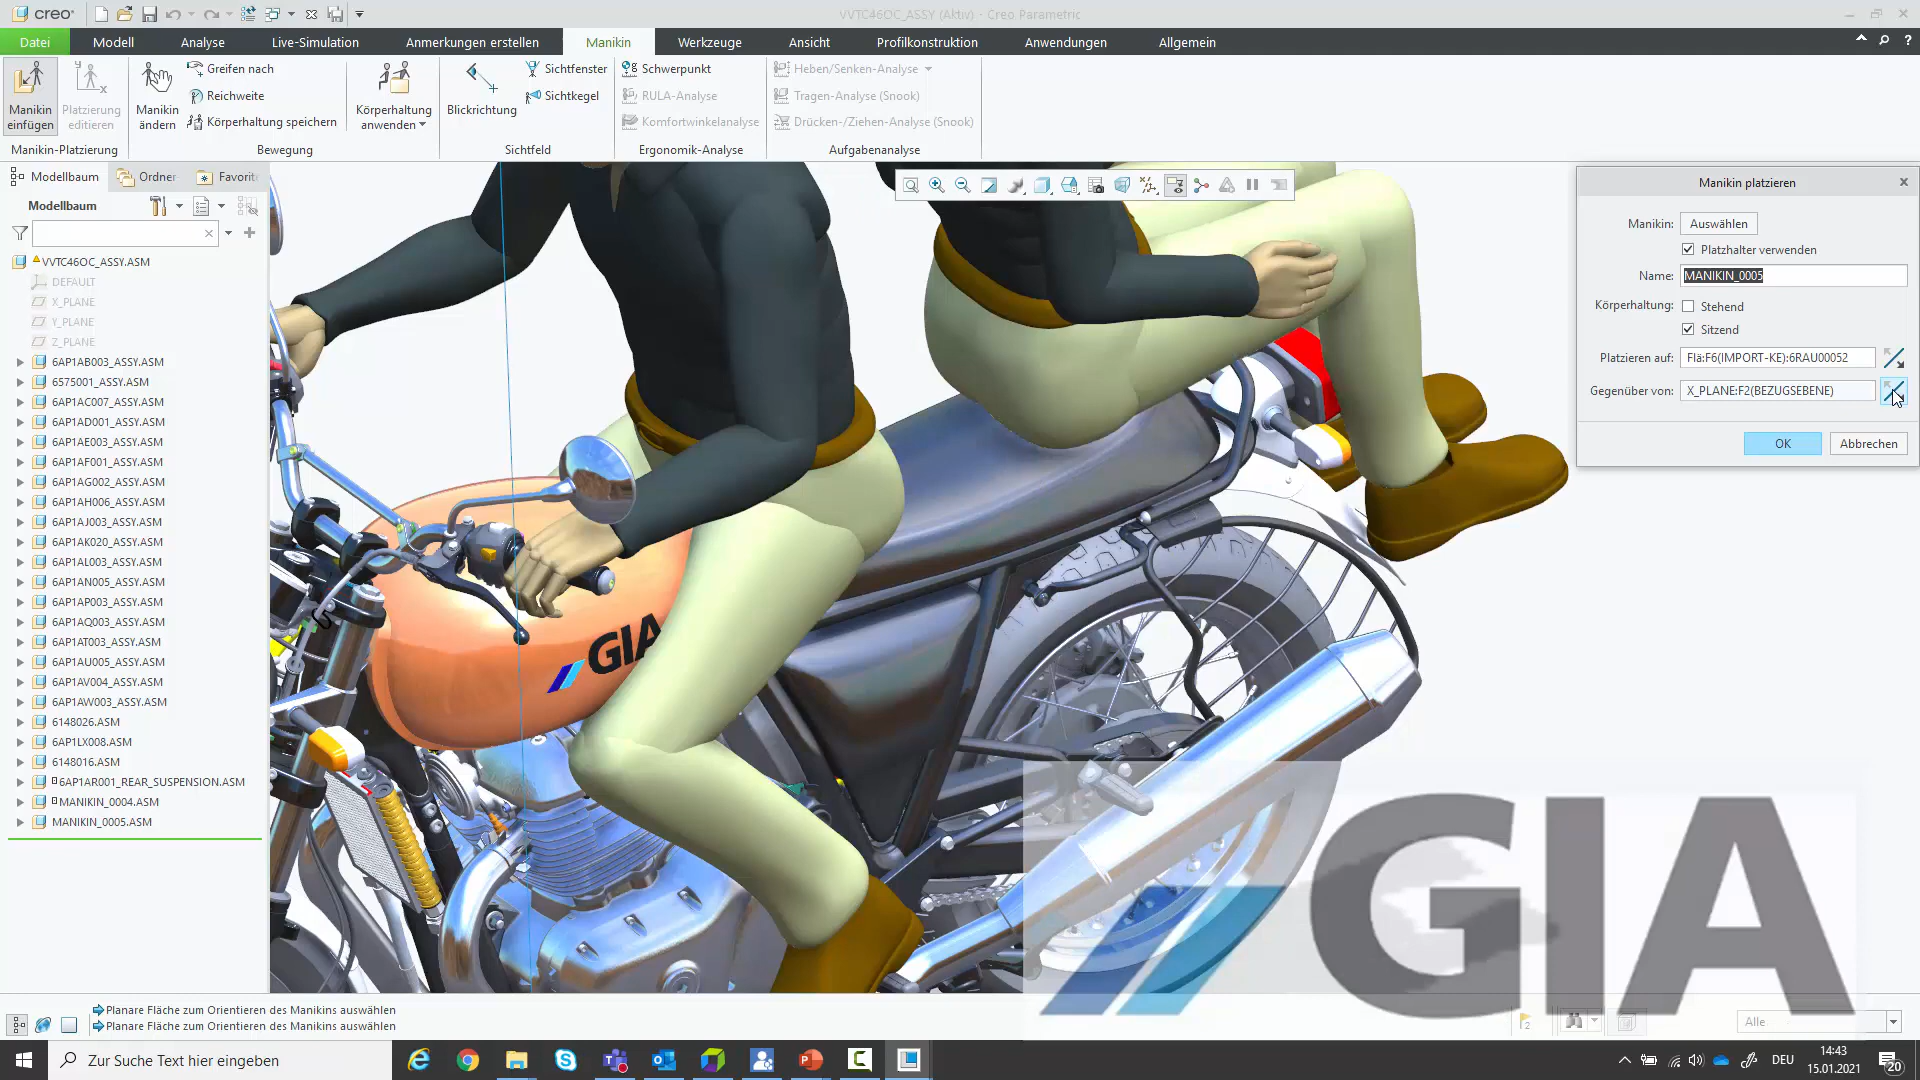 creo
VVTC46OC_ASSY (Aktiv) - Creo Parametric
Datei Modell Analyse Live-Simulation Anmerkungen erstellen Manikin Werkzeuge Ansicht Profilkonstruktion Anwendungen Allgemein
Manikin einfügen
Platzierung editieren
Manikin ändern
Greifen nach
Reichweite
Körperhaltung speichern
Körperhaltung anwenden
Blickrichtung
Sichtfenster
Sichtkegel
Schwerpunkt
RULA-Analyse
Komfortwinkelanalyse
Heben/Senken-Analyse
Tragen-Analyse (Snook)
Drücken-/Ziehen-Analyse (Snook)
Manikin-Platzierung Bewegung Sichtfeld Ergonomik-Analyse Aufgabenanalyse
Modellbaum Ordner Favorite
Modellbaum
VVTC46OC_ASSY.ASM
DEFAULT
X_PLANE
Y_PLANE
Z_PLANE
6AP1AB003_ASSY.ASM
6575001_ASSY.ASM
6AP1AC007_ASSY.ASM
6AP1AD001_ASSY.ASM
6AP1AE003_ASSY.ASM
6AP1AF001_ASSY.ASM
6AP1AG002_ASSY.ASM
6AP1AH006_ASSY.ASM
6AP1AJ003_ASSY.ASM
6AP1AK020_ASSY.ASM
6AP1AL003_ASSY.ASM
6AP1AN005_ASSY.ASM
6AP1AP003_ASSY.ASM
6AP1AQ003_ASSY.ASM
6AP1AT003_ASSY.ASM
6AP1AU005_ASSY.ASM
6AP1AV004_ASSY.ASM
6AP1AW003_ASSY.ASM
6148026.ASM
6AP1LX008.ASM
6148016.ASM
6AP1AR001_REAR_SUSPENSION.ASM
MANIKIN_0004.ASM
MANIKIN_0005.ASM
GIA
Manikin platzieren
Manikin: Auswählen
Platzhalter verwenden
Name: MANIKIN_0005
Körperhaltung: Stehend
Sitzend
Platzieren auf: Flä:F6(IMPORT-KE):6RAU00052
Gegenüber von: X_PLANE:F2(BEZUGSEBENE)
OK Abbrechen
GIA
Planare Fläche zum Orientieren des Manikins auswählen
Planare Fläche zum Orientieren des Manikins auswählen
2
Alle
Zur Suche Text hier eingeben
DEU
14:43
15.01.2021
20